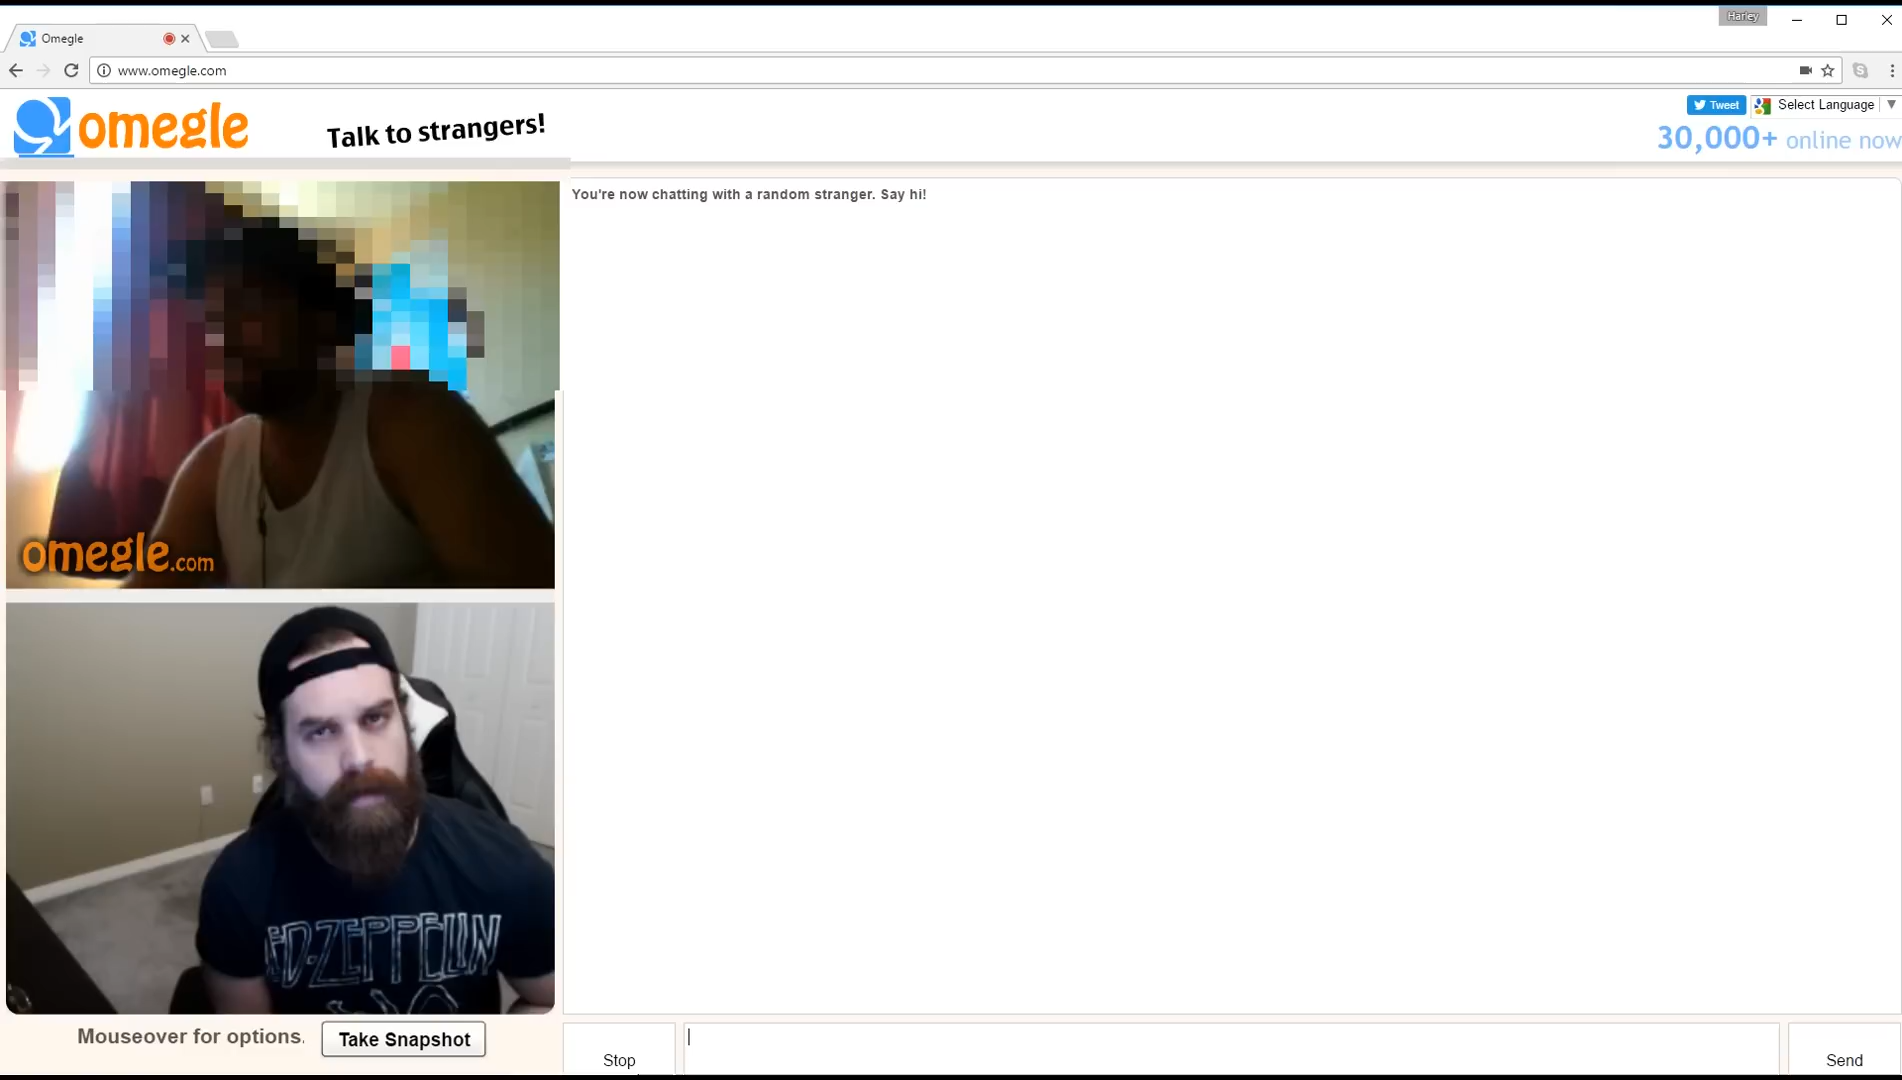 Harley
Omegle
www.omegle.com
omegle
Talk to strangers!
Tweet
Select Language
30,000+ online now
You're now chatting with a random stranger. Say hi!
omegle.com
ED-ZEPPELIN
Mouseover for options.
Take Snapshot
Stop
Send